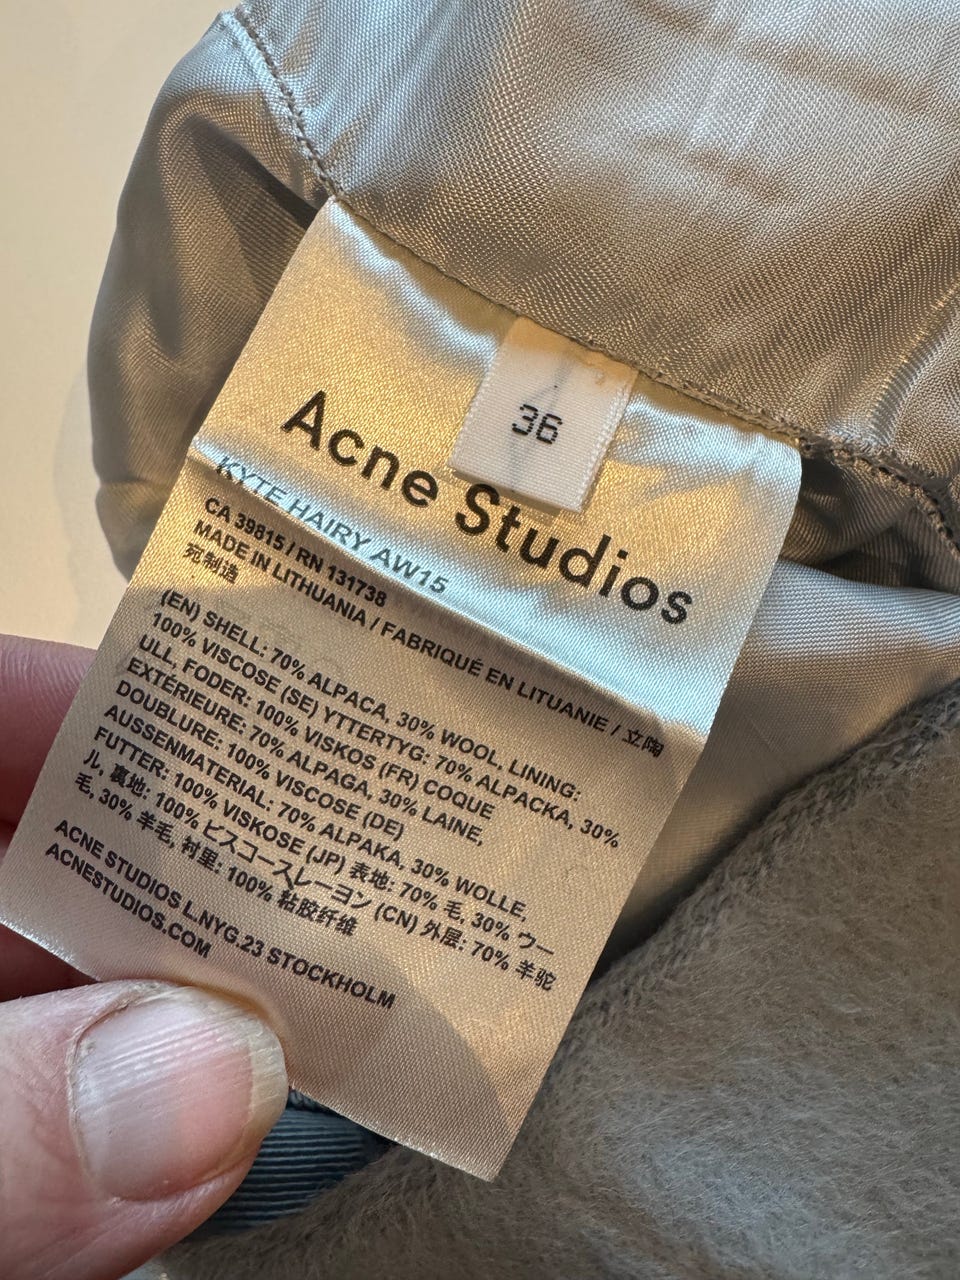 36
Acne Studios
KYTE HAIRY AW15
CA 39815 / RN 131738
MADE IN LITHUANIA / FABRIQUÉ EN LITUANIE / 立陶
宛制造
(EN) SHELL: 70% ALPACA, 30% WOOL, LINING:
100% VISCOSE (SE) YTTERTYG: 70% ALPACKA, 30%
ULL, FODER: 100% VISKOS (FR) COQUE
EXTÉRIEURE: 70% ALPAGA, 30% LAINE,
DOUBLURE: 100% VISCOSE (DE)
AUSSENMATERIAL: 70% ALPAKA, 30% WOLLE,
FUTTER: 100% VISKOSE (JP) 表地: 70% 毛, 30% ウー
ル, 裏地: 100% ビスコースレーヨン (CN) 外层: 70% 羊驼
毛, 30% 羊毛, 衬里: 100% 粘胶纤维
ACNE STUDIOS L.NYG.23 STOCKHOLM
ACNESTUDIOS.COM